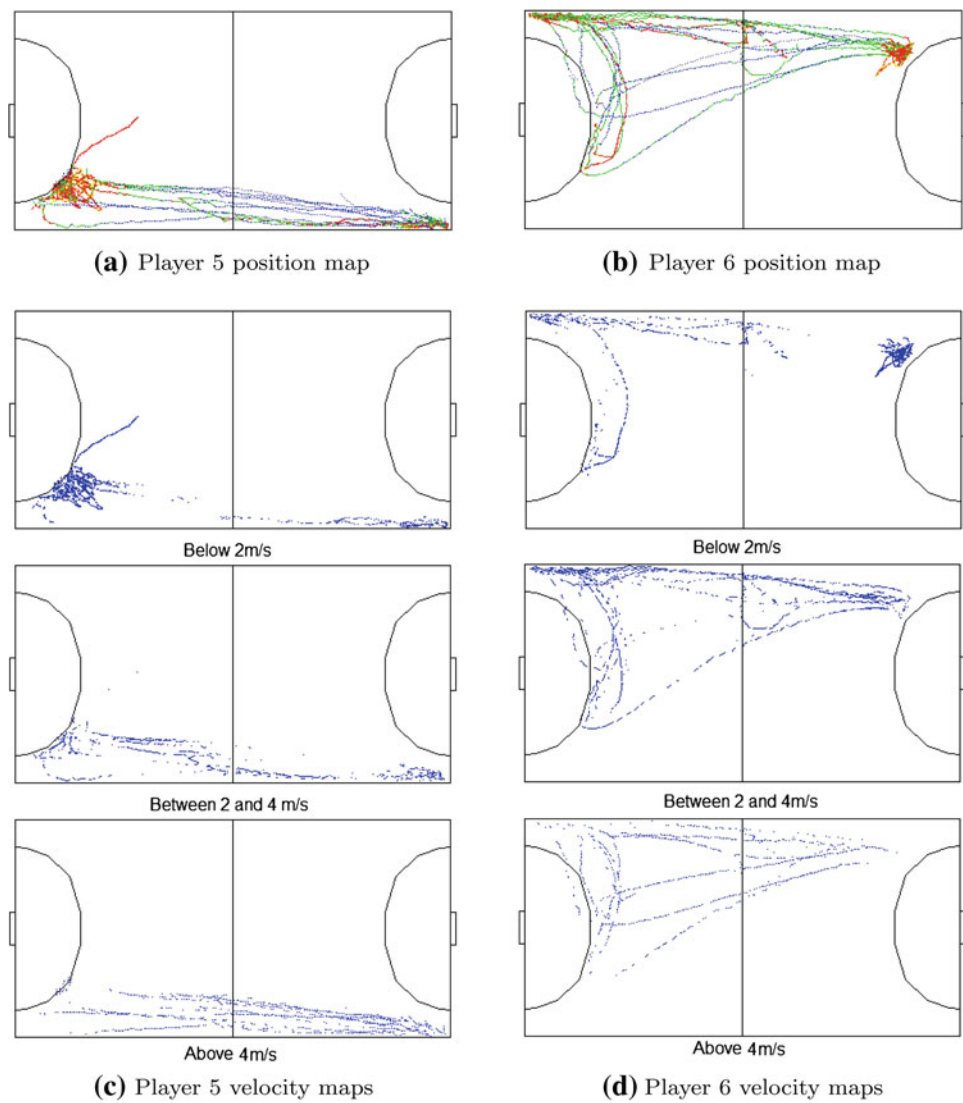 (a) Player 5 position map
(b) Player 6 position map
Below 2m/s
Between 2 and 4 m/s
Above 4m/s
(c) Player 5 velocity maps
Below 2m/s
Between 2 and 4m/s
Above 4m/s
(d) Player 6 velocity maps